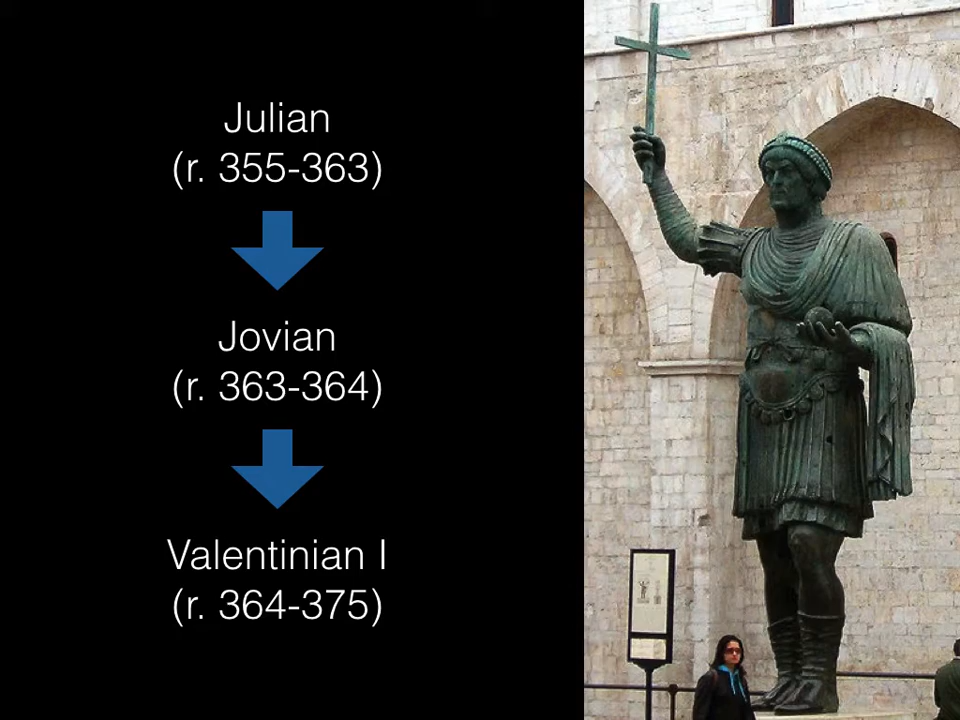 Julian
(r. 355-363)
Jovian
(r. 363-364)
Valentinian I
(r. 364-375)